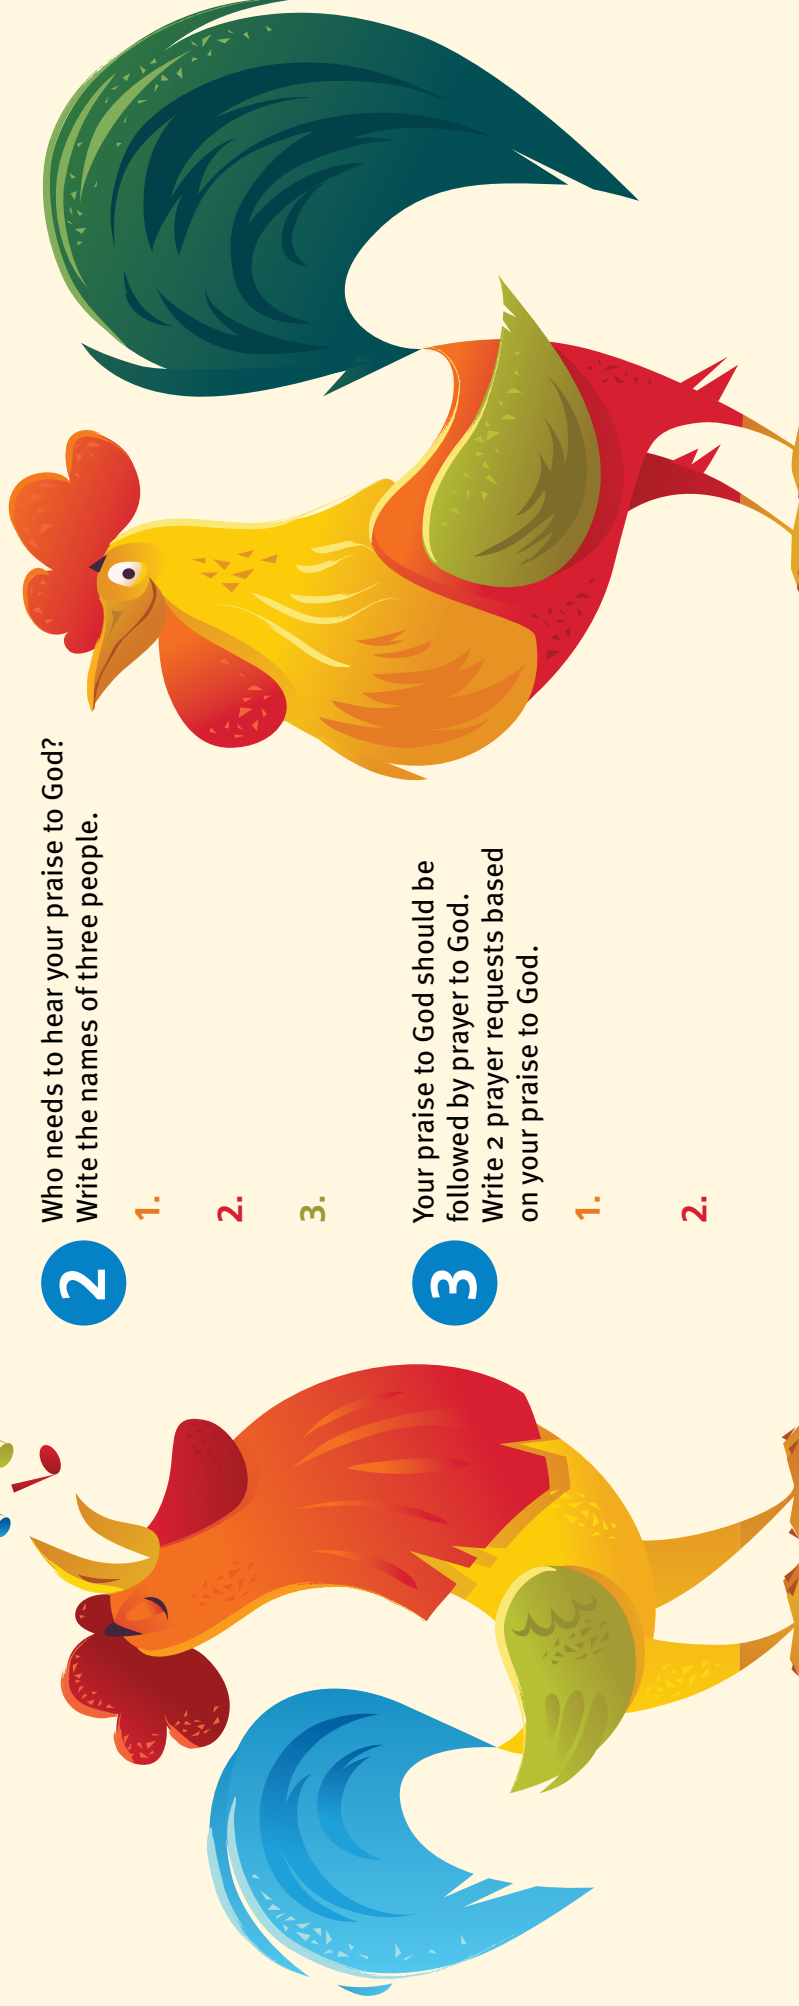 2
Who needs to hear your praise to God?
Write the names of three people.
1.
2.
3.
3
Your praise to God should be
followed by prayer to God.
Write 2 prayer requests based
on your praise to God.
1.
2.